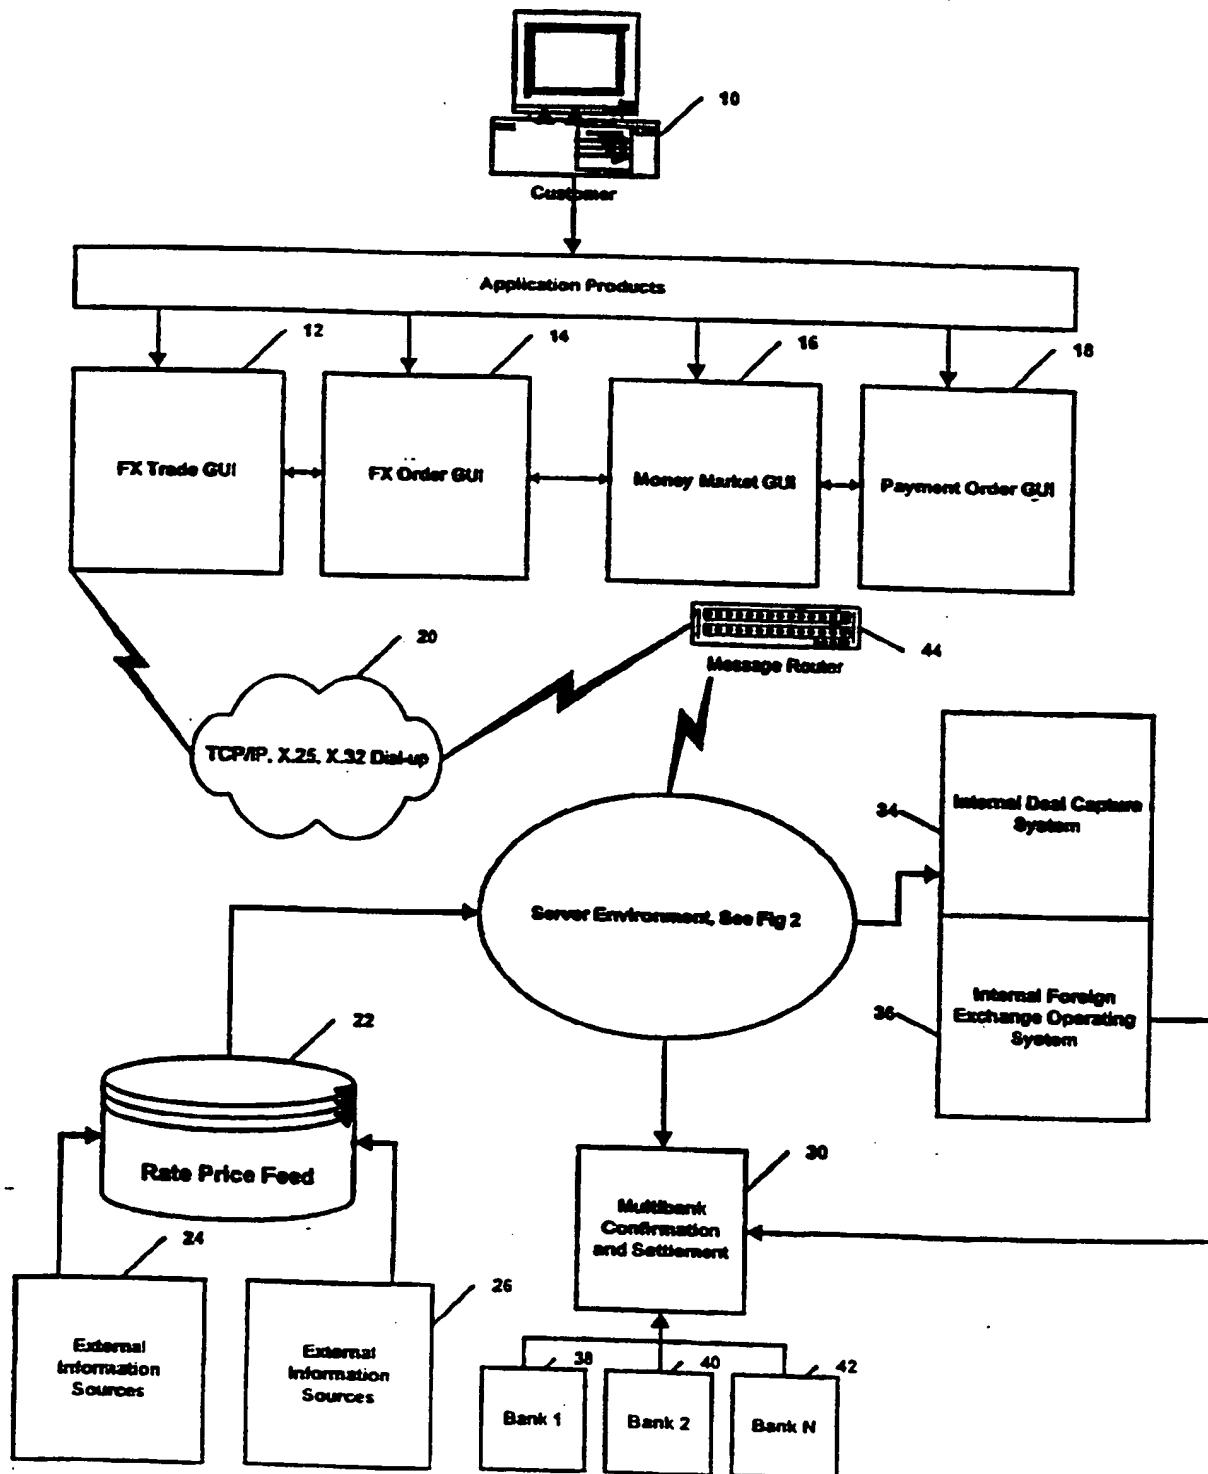 10
Customer
Application Products
12
14
16
18
FX Trade GUI
FX Order GUI
Money Market GUI
Payment Order GUI
20
44
Message Router
TCP/IP, X.25, X.32 Dial-up
34
Internal Deal Capture
System
Server Environment, See Fig 2
36
Internal Foreign
Exchange Operating
System
22
Rate Price Feed
30
Multibank
Confirmation
and Settlement
24
26
External
Information
Sources
External
Information
Sources
38
40
42
Bank 1
Bank 2
Bank N